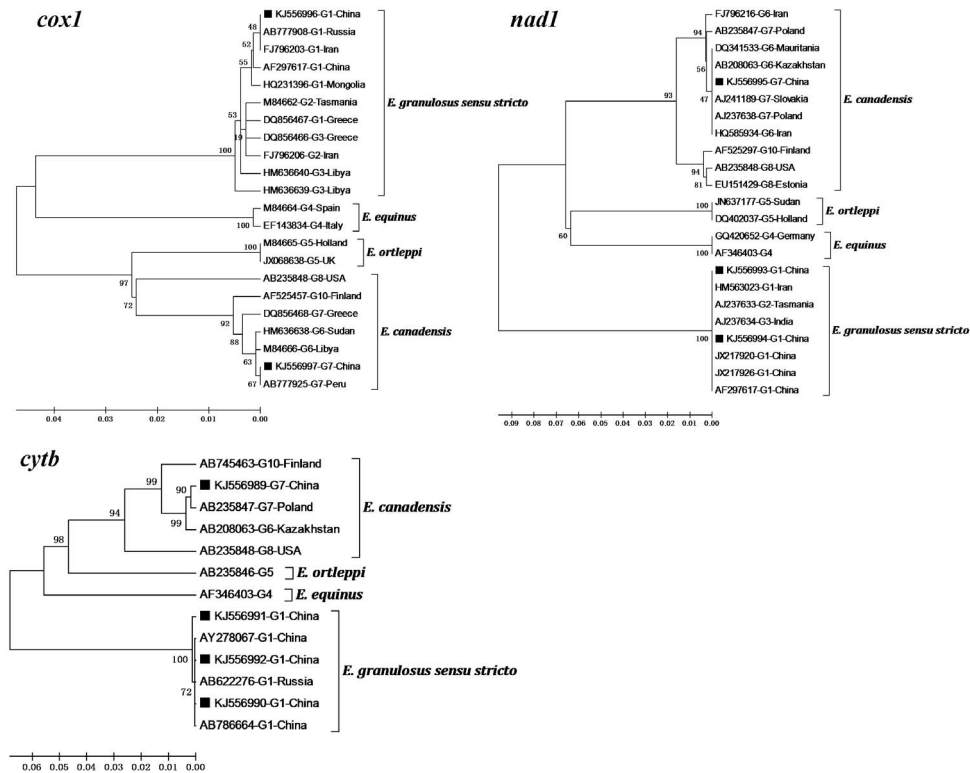 cox1
KJ556996-G1-China
48
AB777908-G1-Russia
52
FJ796203-G1-Iran
55
AF297617-G1-China
HQ231396-G1-Mongolia
M84662-G2-Tasmania
53
DQ856467-G1-Greece
E. granulosus sensu stricto
19
DQ856466-G3-Greece
100
FJ796206-G2-Iran
HM636640-G3-Libya
HM636639-G3-Libya
M84664-G4-Spain
E. equinus
100
EF143834-G4-Italy
M84665-G5-Holland
100
E. ortleppi
JX068638-G5-UK
97
AB235848-G8-USA
72
AF525457-G10-Finland
92
DQ856468-G7-Greece
E. canadensis
88
HM636638-G6-Sudan
63
M84666-G6-Libya
KJ556997-G7-China
67
AB777925-G7-Peru
0.04 0.03 0.02 0.01 0.00
nad1
FJ796216-G6-Iran
94
AB235847-G7-Poland
DQ341533-G6-Mauritania
56
AB208063-G6-Kazakhstan
KJ556995-G7-China
93
E. canadensis
47
AJ241189-G7-Slovakia
AJ237638-G7-Poland
HQ585934-G6-Iran
AF525297-G10-Finland
94
AB235848-G8-USA
81
EU151429-G8-Estonia
100
JN637177-G5-Sudan
E. ortleppi
DQ402037-G5-Holland
60
GQ420652-G4-Germany
E. equinus
100
AF346403-G4
KJ556993-G1-China
HM563023-G1-Iran
AJ237633-G2-Tasmania
AJ237634-G3-India
E. granulosus sensu stricto
100
KJ556994-G1-China
JX217920-G1-China
JX217926-G1-China
AF297617-G1-China
0.09 0.08 0.07 0.06 0.05 0.04 0.03 0.02 0.01 0.00
cytb
AB745463-G10-Finland
99
KJ556989-G7-China
90
AB235847-G7-Poland
E. canadensis
94
99
AB208063-G6-Kazakhstan
98
AB235848-G8-USA
AB235846-G5
E. ortleppi
AF346403-G4
E. equinus
KJ556991-G1-China
AY278067-G1-China
100
KJ556992-G1-China
E. granulosus sensu stricto
AB622276-G1-Russia
72
KJ556990-G1-China
AB786664-G1-China
0.06 0.05 0.04 0.03 0.02 0.01 0.00